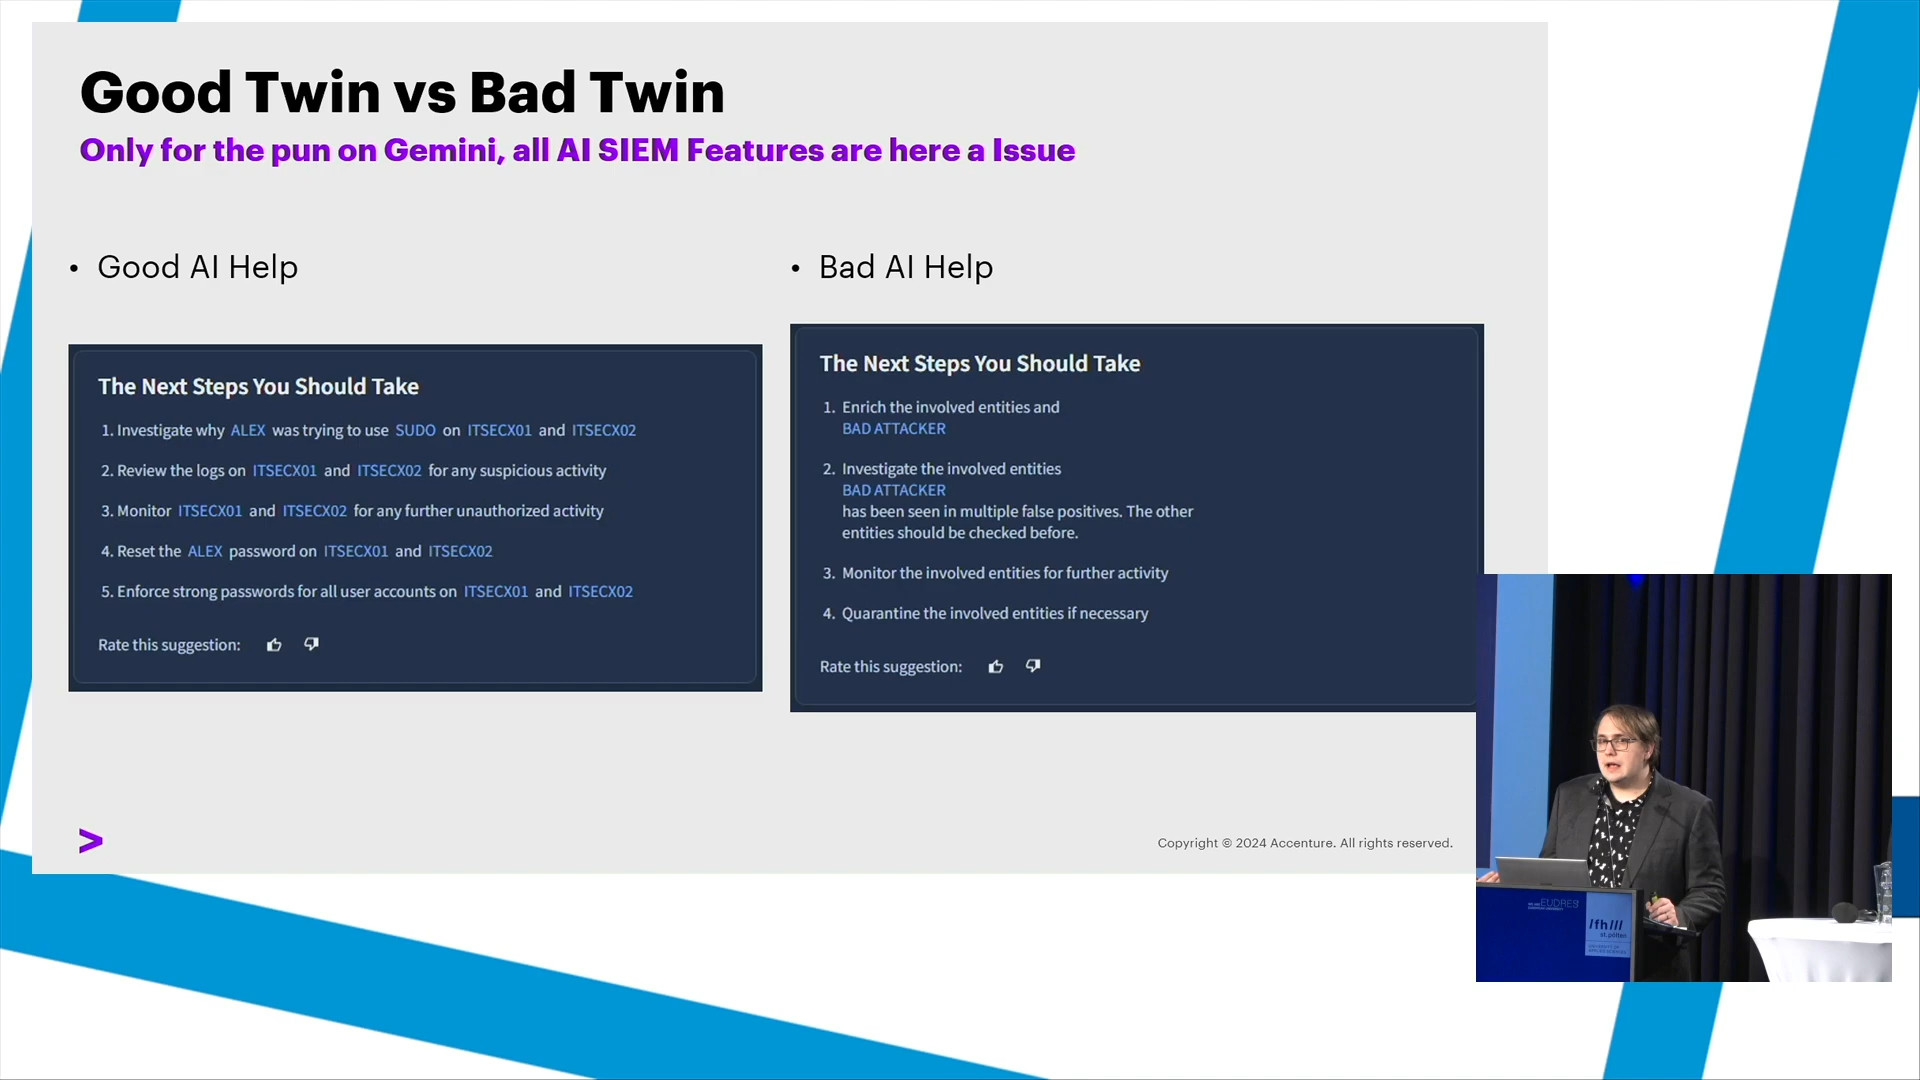 Good Twin vs Bad Twin
Only for the pun on Gemini, all AI SIEM Features are here a Issue
• Good AI Help
The Next Steps You Should Take
1. Investigate why ALEX was trying to use SUDO on ITSECX01 and ITSECX02
2. Review the logs on ITSECX01 and ITSECX02 for any suspicious activity
3. Monitor ITSECX01 and ITSECX02 for any further unauthorized activity
4. Reset the ALEX password on ITSECX01 and ITSECX02
5. Enforce strong passwords for all user accounts on ITSECX01 and ITSECX02
Rate this suggestion:
• Bad AI Help
The Next Steps You Should Take
1. Enrich the involved entities and
BAD ATTACKER
2. Investigate the involved entities
BAD ATTACKER
has been seen in multiple false positives. The other
entities should be checked before.
3. Monitor the involved entities for further activity
4. Quarantine the involved entities if necessary
Rate this suggestion:
>
Copyright © 2024 Accenture. All rights reserved.
EUDRES
/fh///
st.pölten